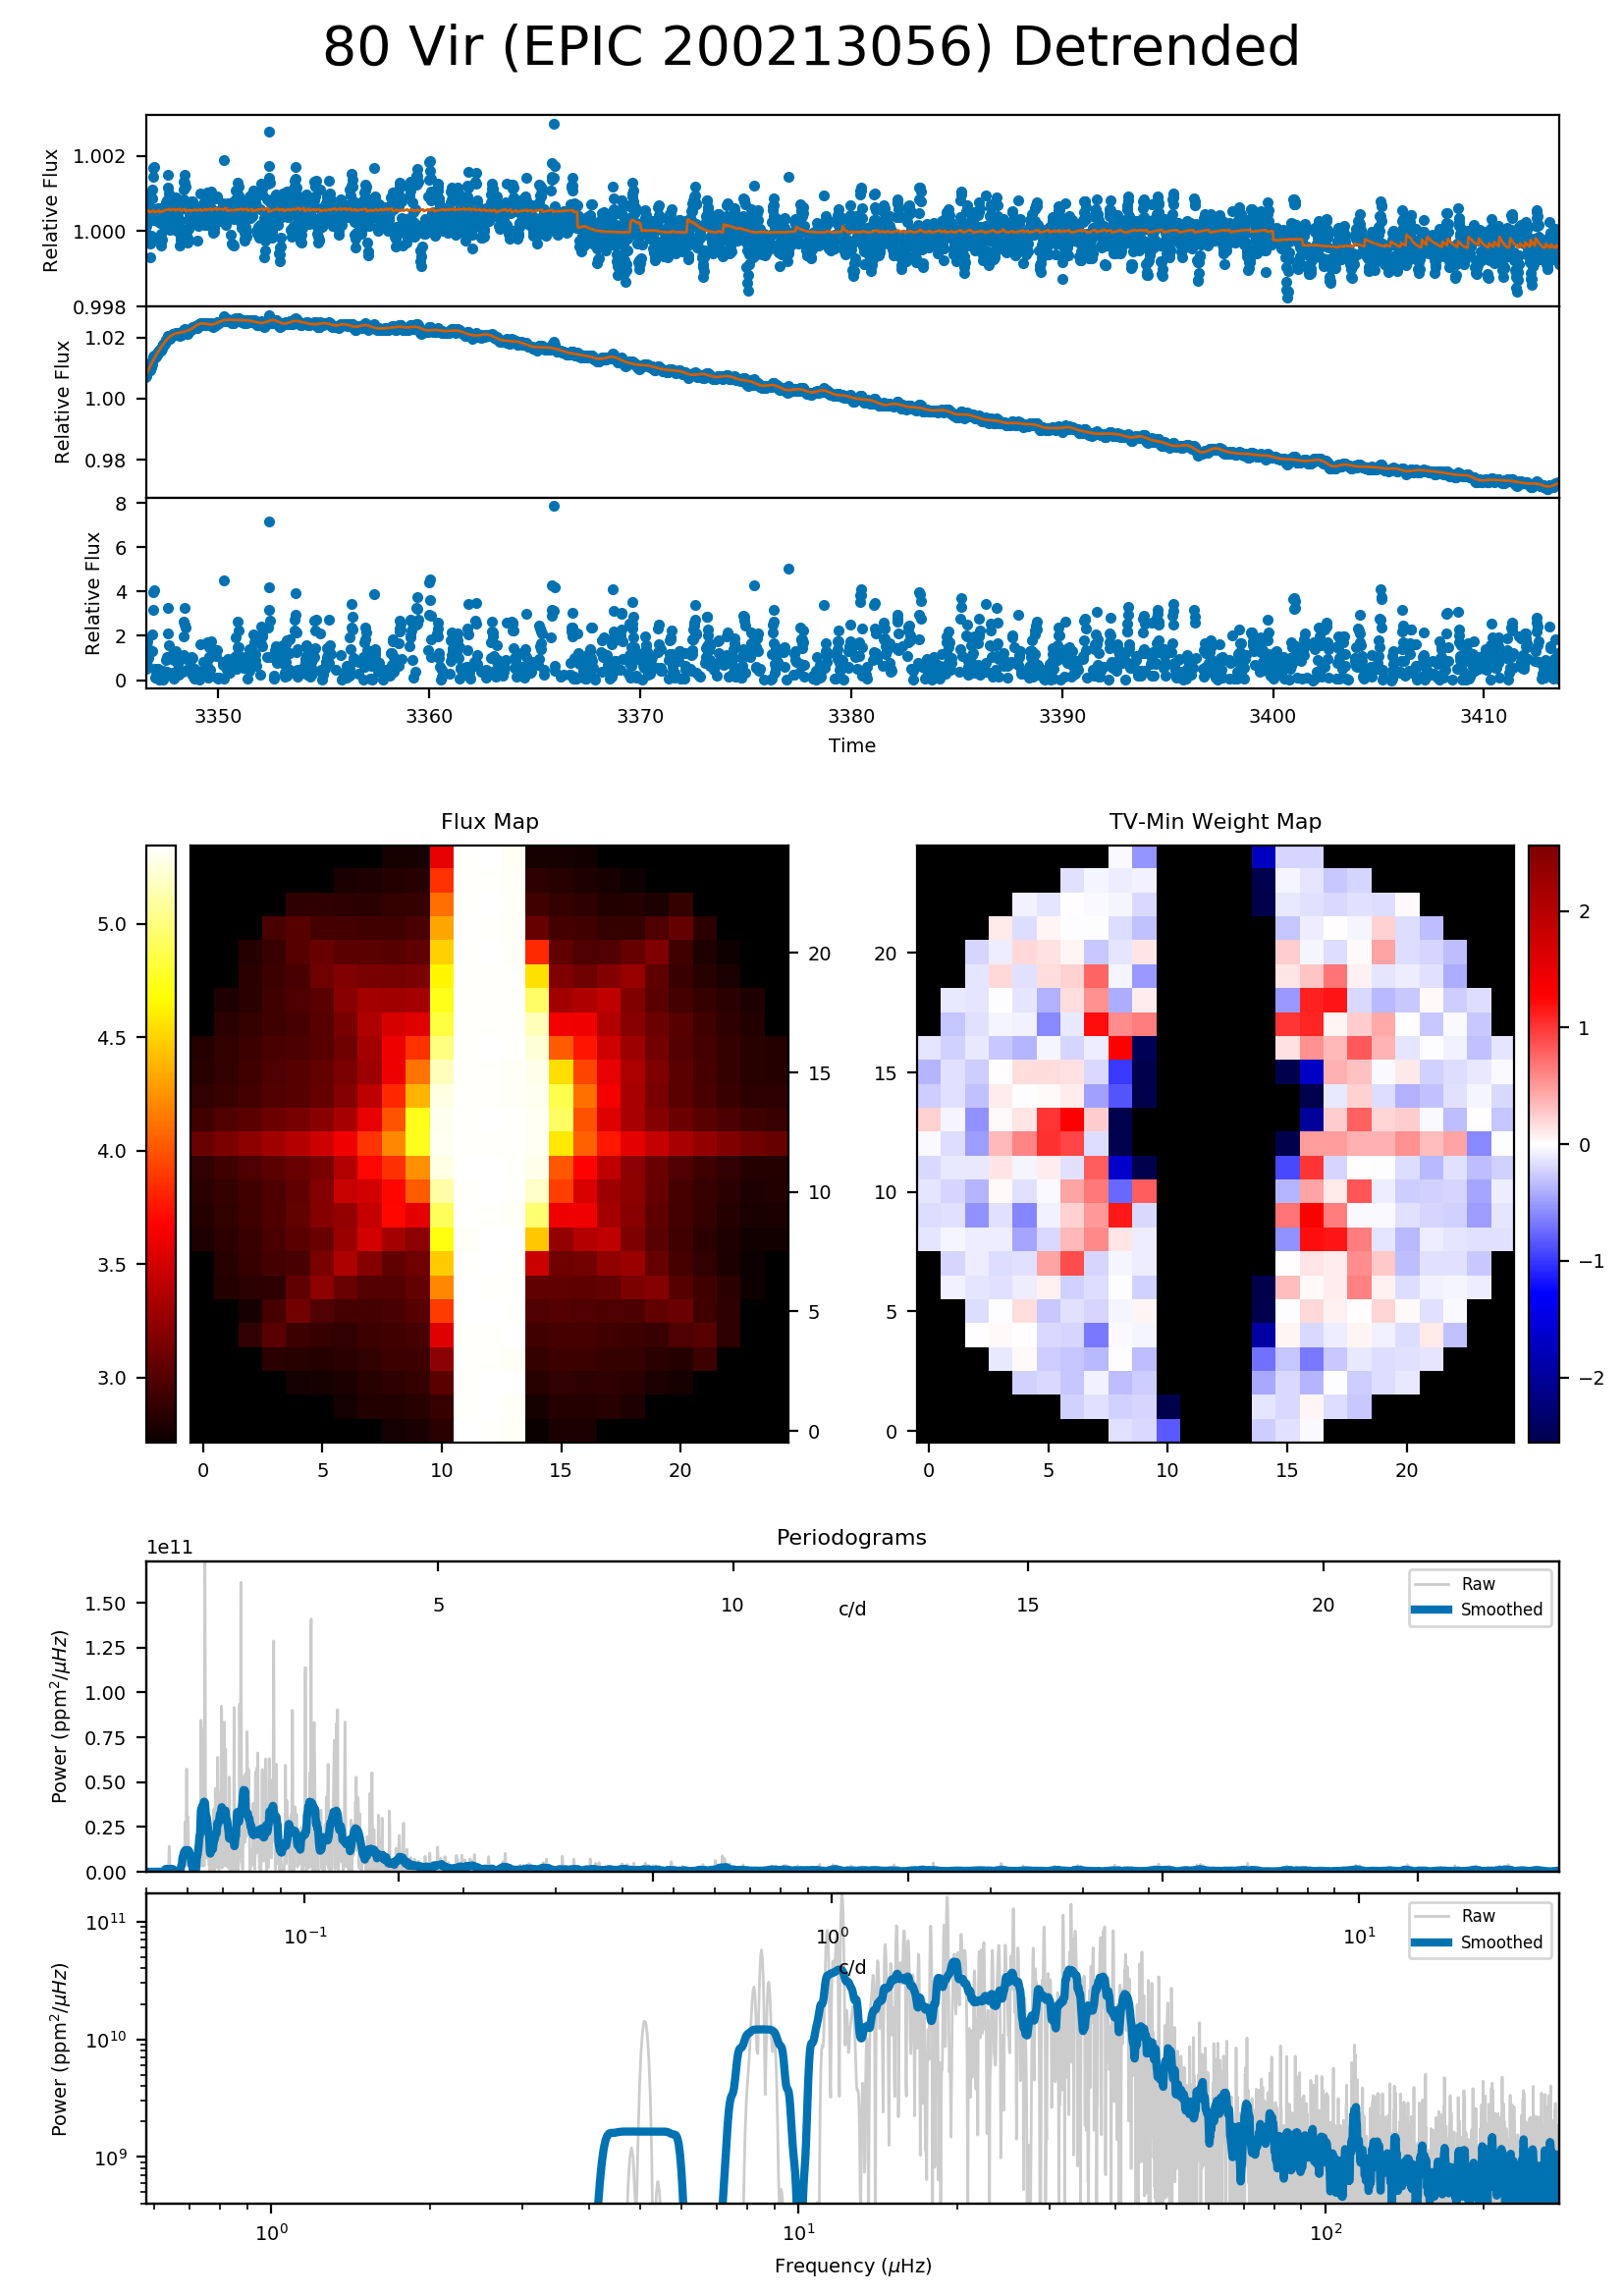 80 Vir (EPIC 200213056) Detrended
Relative Flux
1.002
1.000
0.998
Relative Flux
1.02
1.00
0.98
Relative Flux
8
6
4
2
0
3350 3360 3370 3380 3390 3400 3410
Time
Flux Map
5.0
4.5
4.0
3.5
3.0
20
15
10
5
0
0 5 10 15 20
TV-Min Weight Map
20
15
10
5
0
0 5 10 15 20
2
1
0
−1
−2
Periodograms
1e11
Power (ppm²/μHz)
1.50
1.25
1.00
0.75
0.50
0.25
0.00
5 10 15 20
c/d
Raw
Smoothed
Power (ppm²/μHz)
10¹¹
10¹⁰
10⁹
10⁻¹ 10⁰ 10¹
c/d
Raw
Smoothed
10⁰ 10¹ 10²
Frequency (μHz)